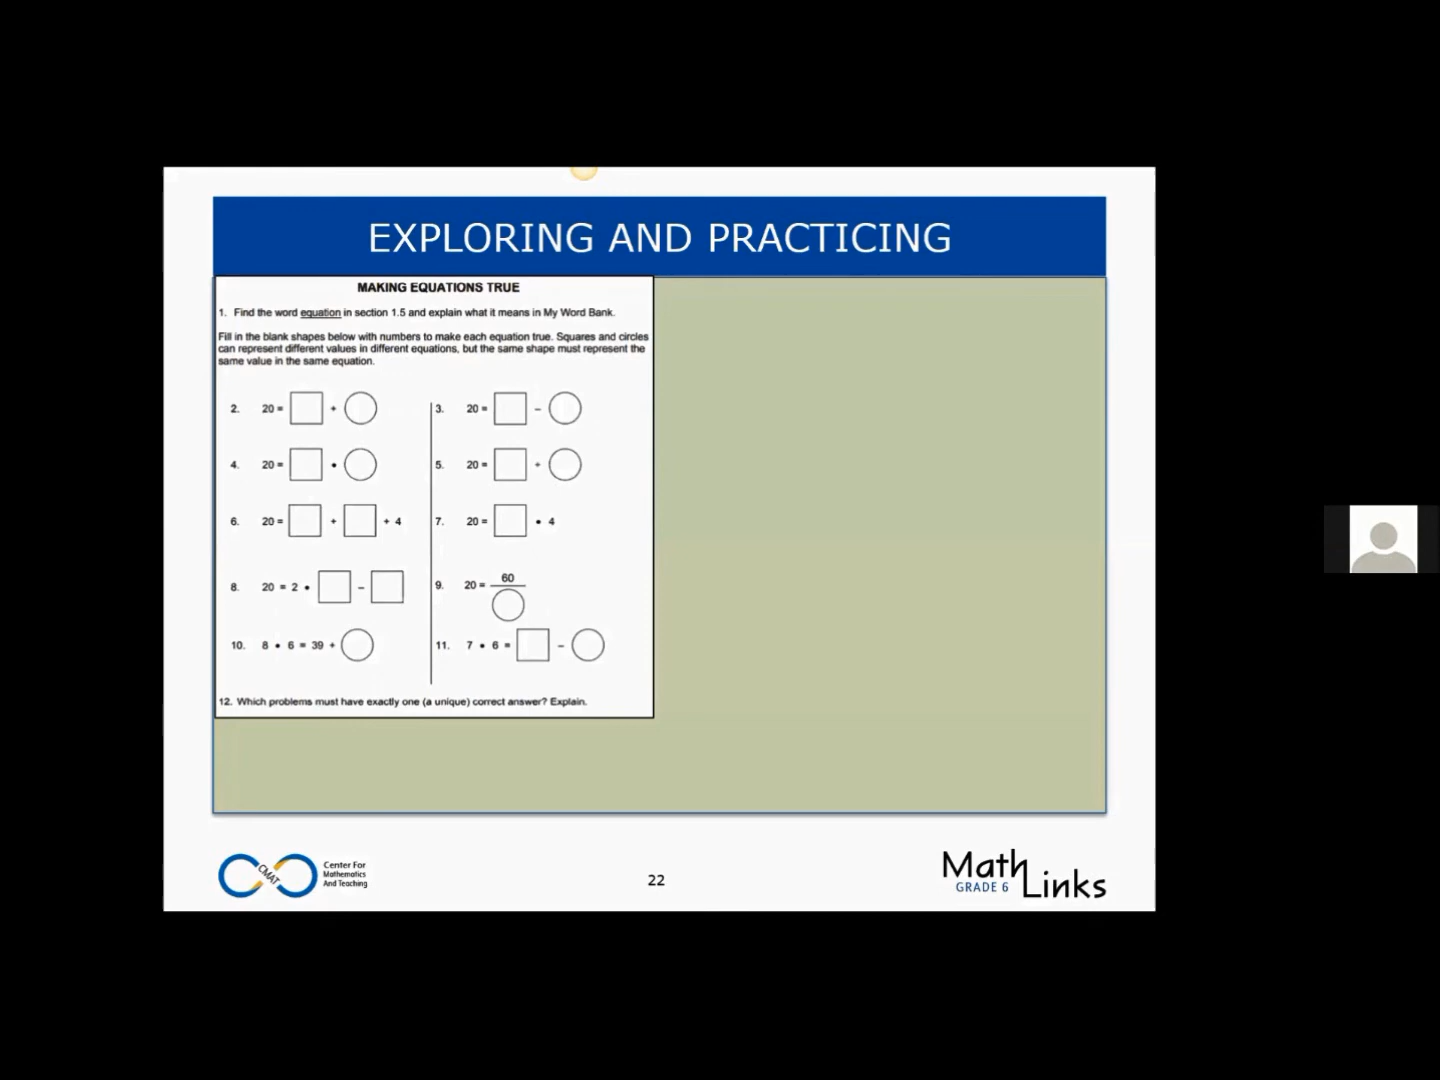 EXPLORING AND PRACTICING
MAKING EQUATIONS TRUE
1. Find the word equation in section 1.5 and explain what it means in My Word Bank.
Fill in the blank shapes below with numbers to make each equation true. Squares and circles
can represent different values in different equations, but the same shape must represent the
same value in the same equation.
2. 20 = □ + ○
3. 20 = □ – ○
4. 20 = □ • ○
5. 20 = □ ÷ ○
6. 20 = □ + □ + 4
7. 20 = □ • 4
8. 20 = 2 • □ – □
9. 20 = 60 / ○
10. 8 • 6 = 39 + ○
11. 7 • 6 = □ – ○
12. Which problems must have exactly one (a unique) correct answer? Explain.
CMAT
Center For
Mathematics
And Teaching
22
Math
Links
GRADE 6